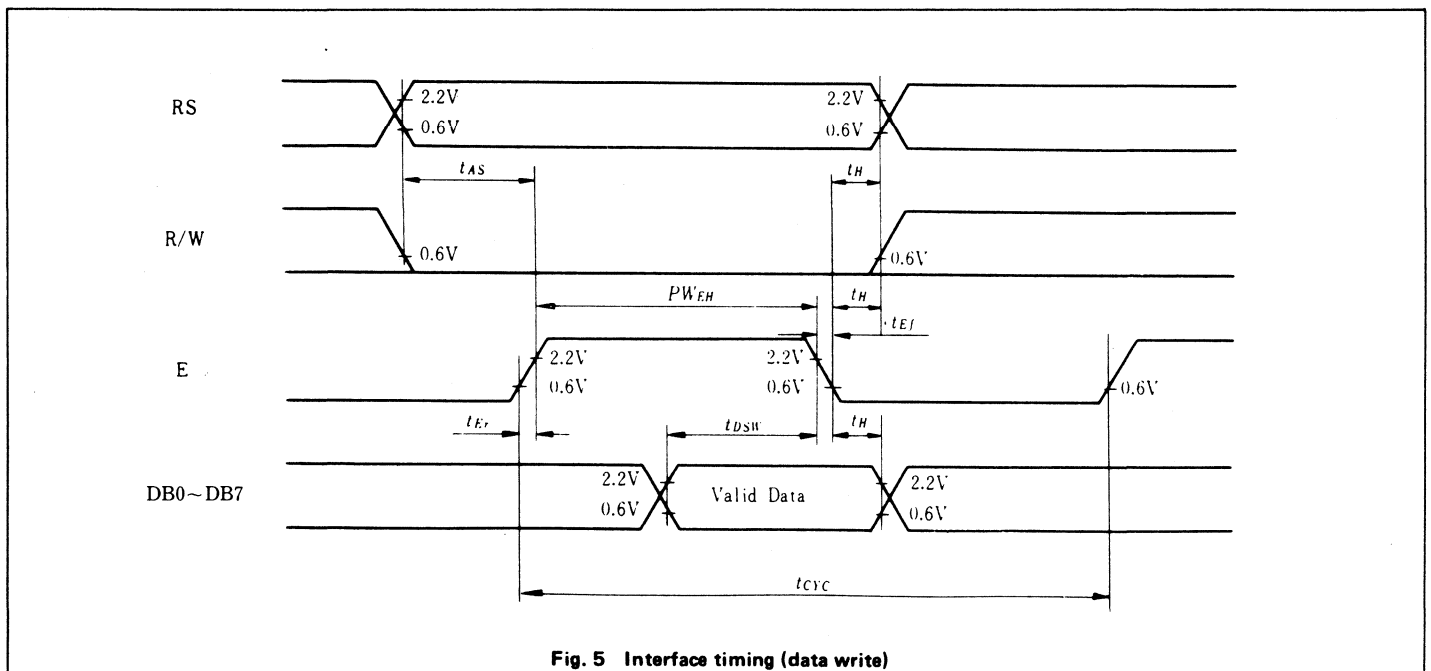 RS
2.2V
0.6V
2.2V
0.6V
tAS
tH
R/W
0.6V
0.6V
PWEH
tH
tEf
E
2.2V
0.6V
2.2V
0.6V
0.6V
tEr
tDSW
tH
DB0~DB7
2.2V
0.6V
Valid Data
2.2V
0.6V
tCYC
Fig. 5 Interface timing (data write)